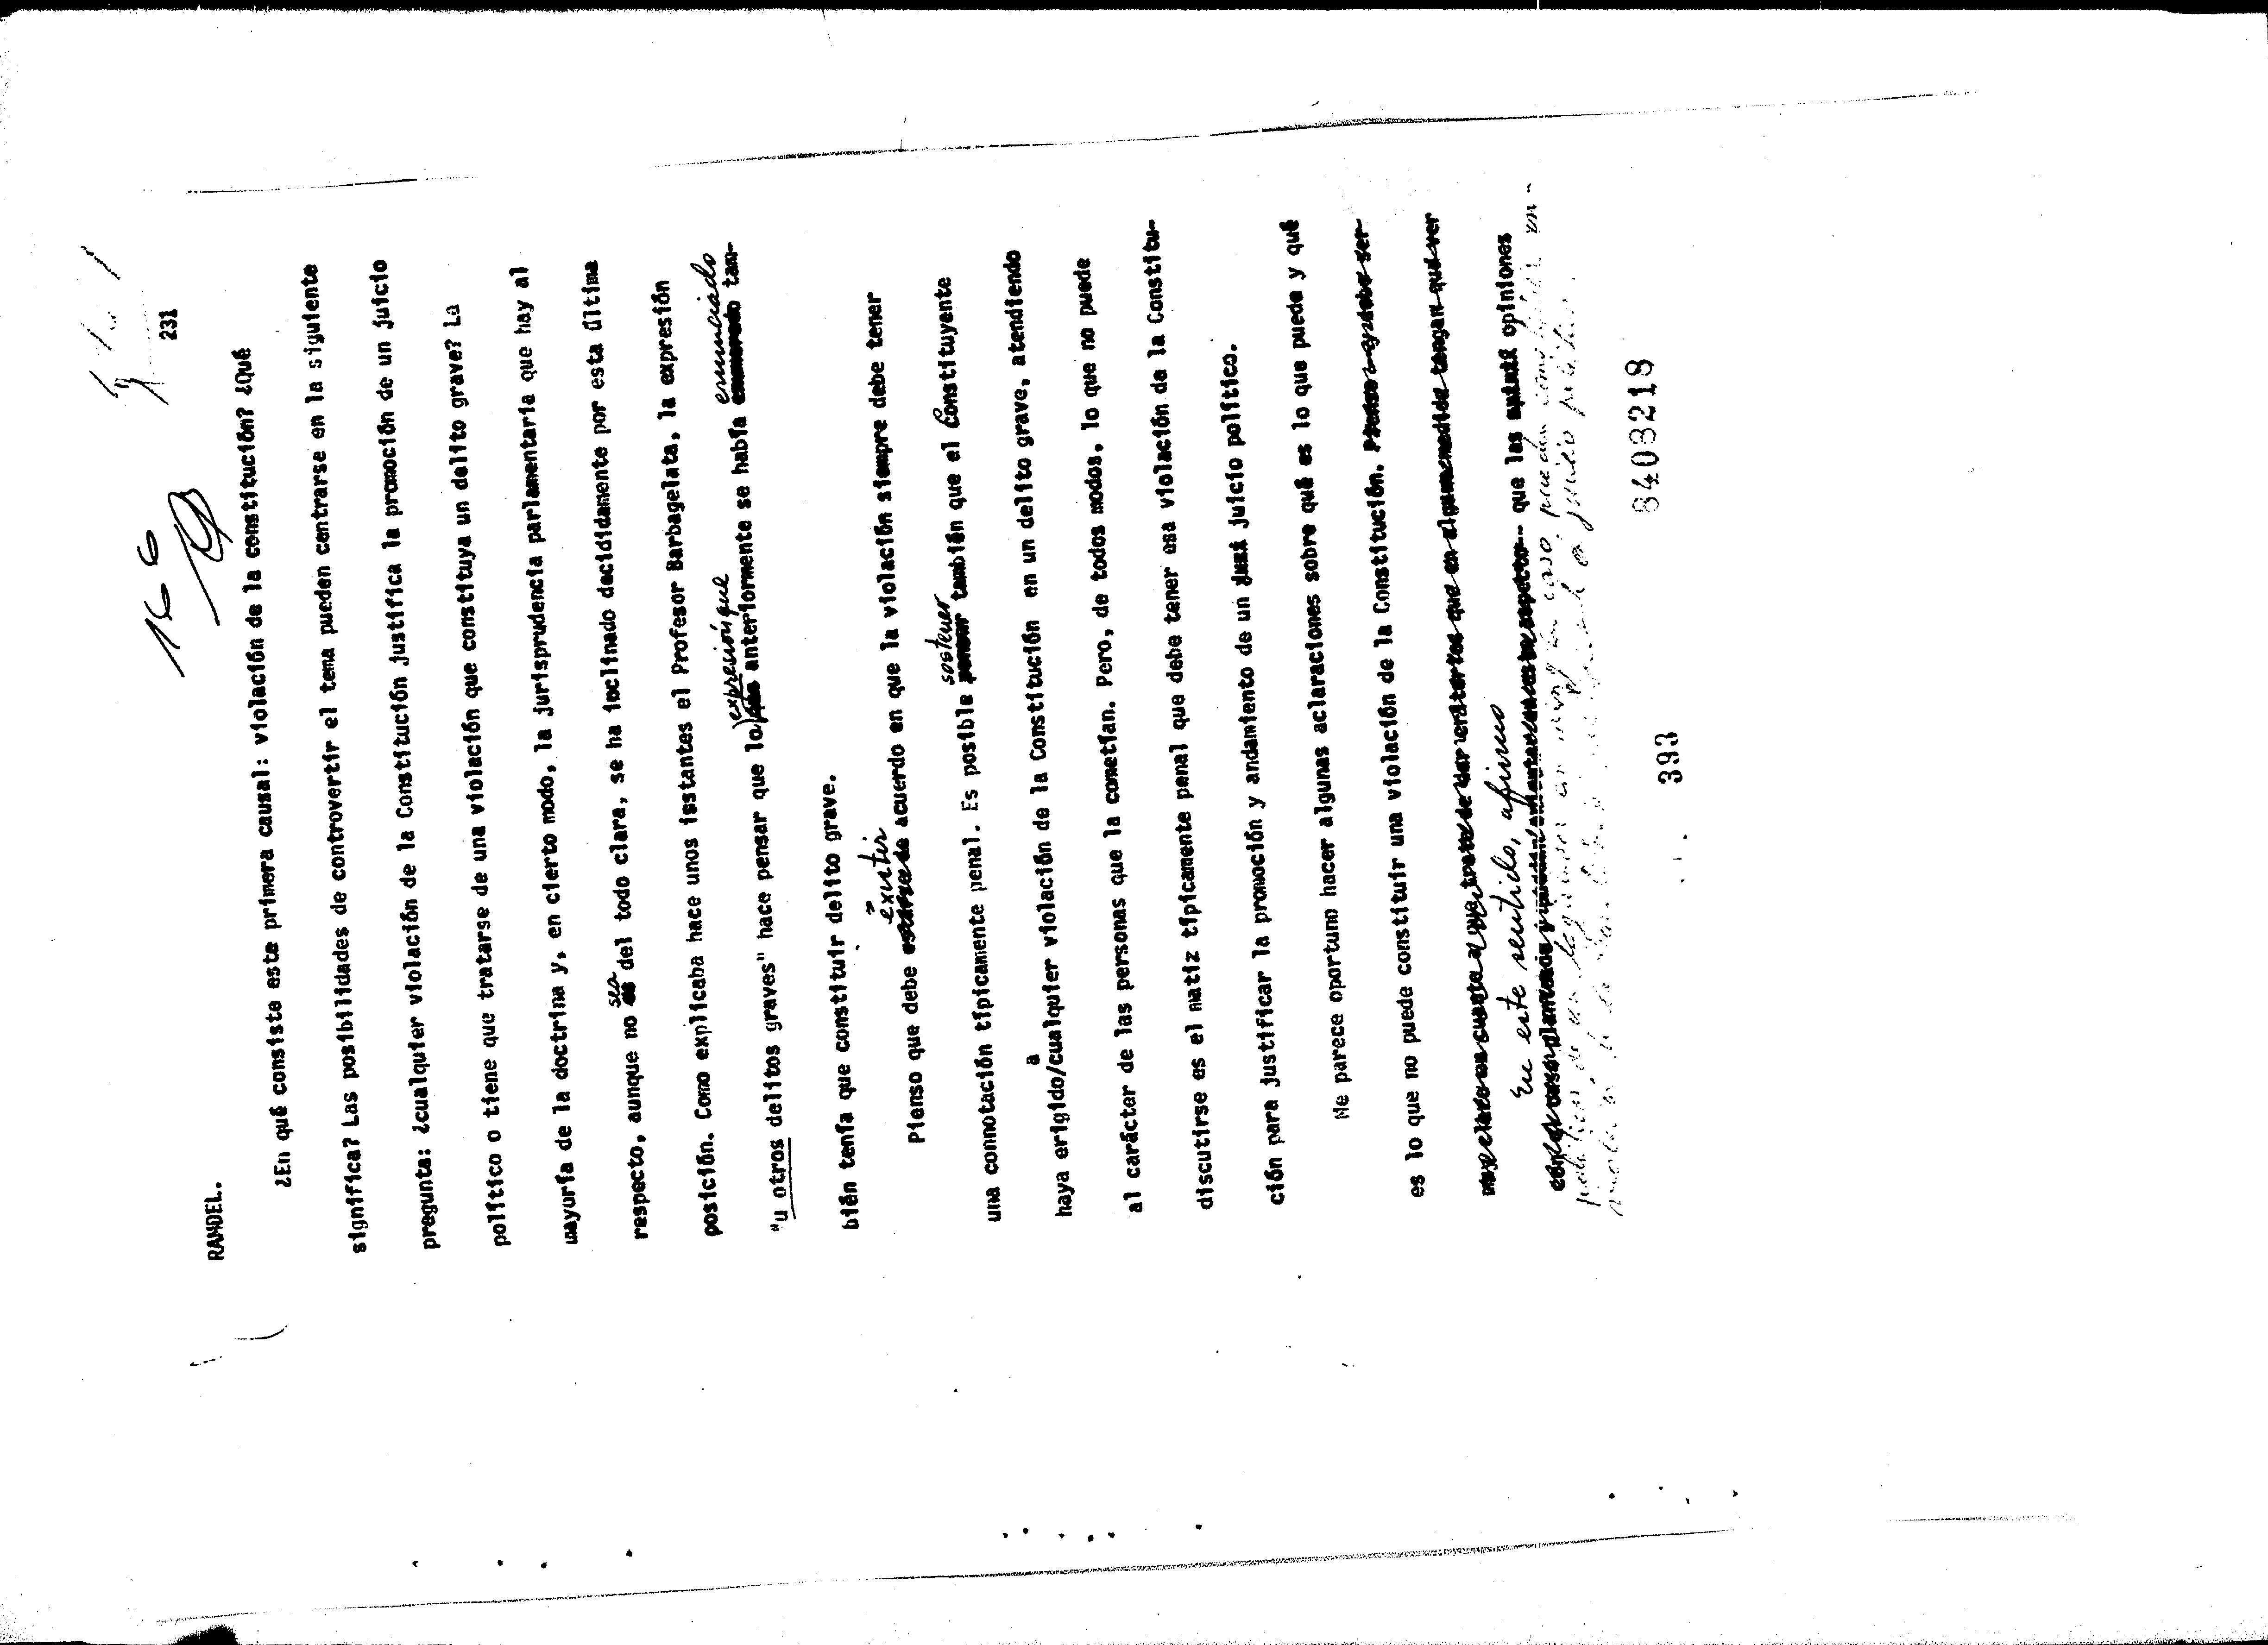 166
231
RANDEL.
¿En qué consiste este primera causal: violación de la constitución? ¿Qué
significa? Las posibilidades de controvertir el tema pueden centrarse en la siguiente
pregunta: ¿cualquier violación de la Constitución justifica la promoción de un juicio
político o tiene que tratarse de una violación que constituya un delito grave? La
mayoría de la doctrina y, en cierto modo, la jurisprudencia parlamentaria que hay al
respecto, aunque no sea del todo clara, se ha inclinado decididamente por esta última
posición. Como explicaba hace unos instantes el Profesor Barbagelata, la expresión
"u otros delitos graves" hace pensar que lo expresión que anteriormente se había enunciado tam-
bién tenía que constituir delito grave.
Pienso que debe existir acuerdo en que la violación siempre debe tener
una connotación típicamente penal. Es posible sostener también que el Constituyente
haya erigido/a cualquier violación de la Constitución en un delito grave, atendiendo
al carácter de las personas que la cometían. Pero, de todos modos, lo que no puede
discutirse es el matiz típicamente penal que debe tener esa violación de la Constitu-
ción para justificar la promoción y andamiento de un juicio político.
Me parece oportuno hacer algunas aclaraciones sobre qué es lo que puede y qué
es lo que no puede constituir una violación de la Constitución.
En este sentido, afirmo
que las opiniones
393 8408218